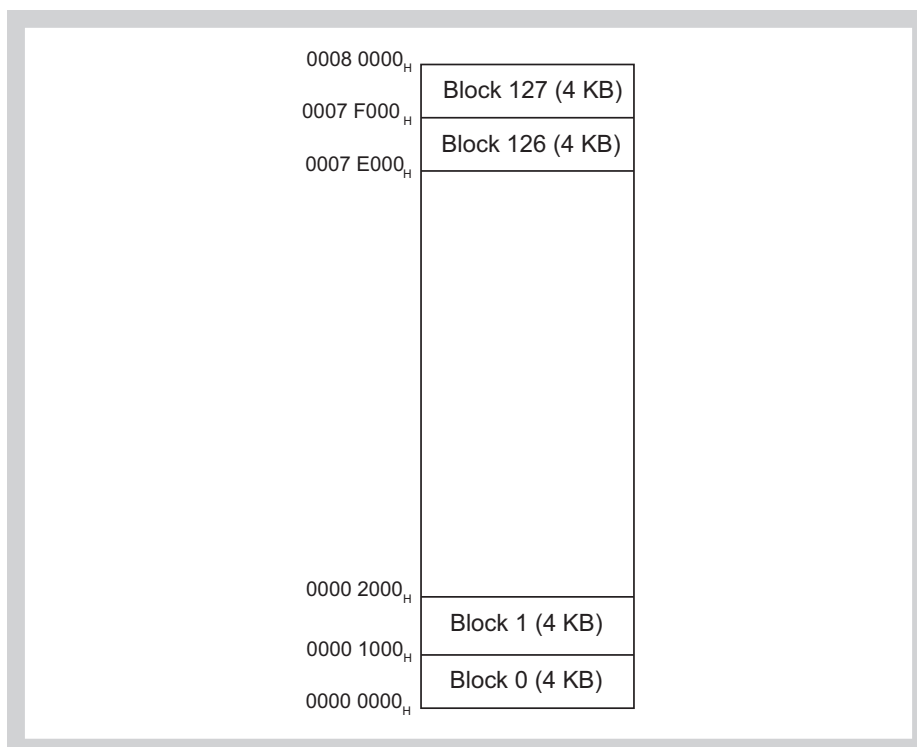 0008 0000H
Block 127 (4 KB)
0007 F000 H
Block 126 (4 KB)
0007 E000H
0000 2000H
Block 1 (4 KB)
0000 1000H
Block 0 (4 KB)
0000 0000H